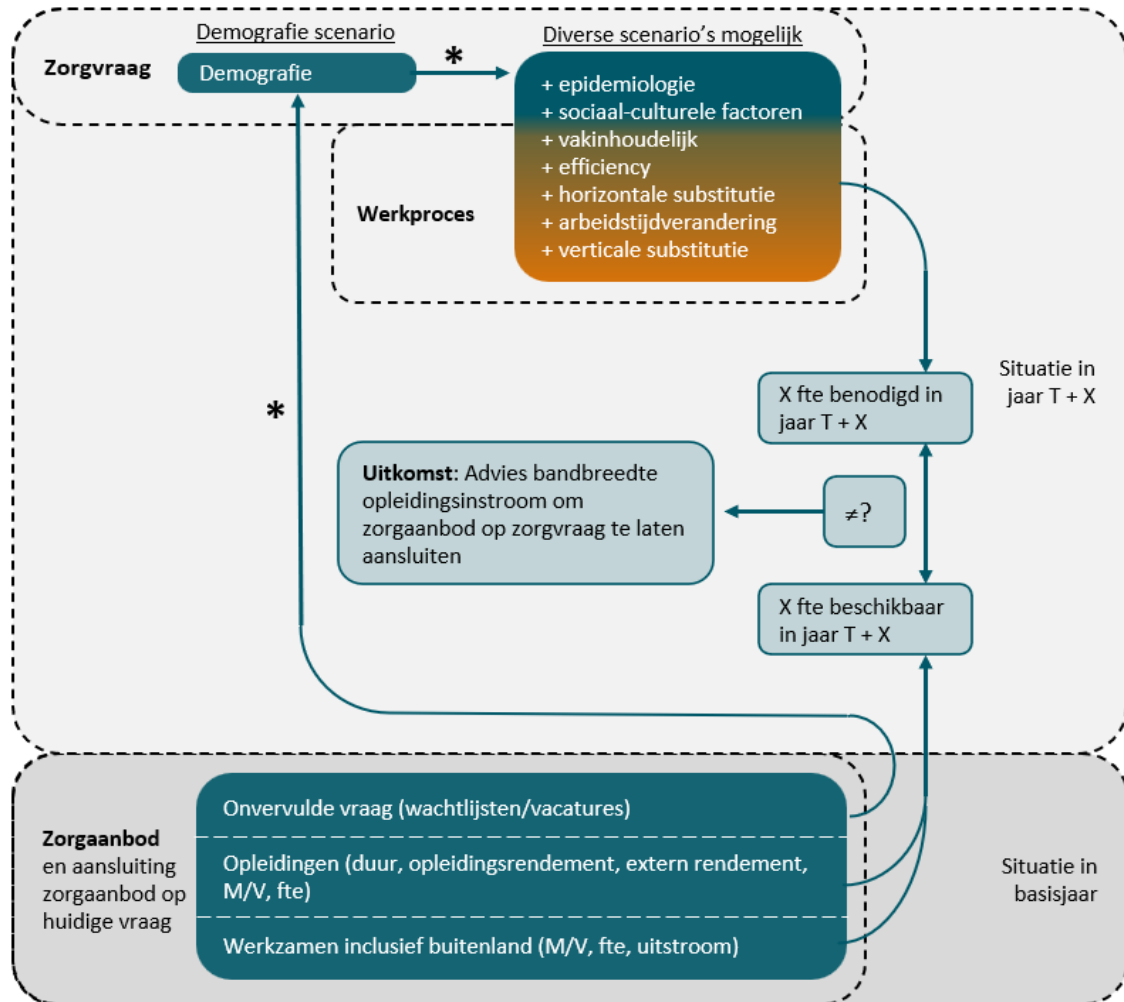 Demografie scenario
Diverse scenario's mogelijk
Zorgvraag
Demografie
*
+ epidemiologie
+ sociaal-culturele factoren
+ vakinhoudelijk
+ efficiency
+ horizontale substitutie
+ arbeidstijdverandering
+ verticale substitutie
Werkproces
Situatie in
jaar T + X
X fte benodigd in
jaar T + X
*
Uitkomst: Advies bandbreedte
opleidingsinstroom om
zorgaanbod op zorgvraag te laten
aansluiten
≠?
X fte beschikbaar
in jaar T + X
Zorgaanbod
en aansluiting
zorgaanbod op
huidige vraag
Onvervulde vraag (wachtlijsten/vacatures)
Opleidingen (duur, opleidingsrendement, extern rendement,
M/V, fte)
Werkzamen inclusief buitenland (M/V, fte, uitstroom)
Situatie in
basisjaar